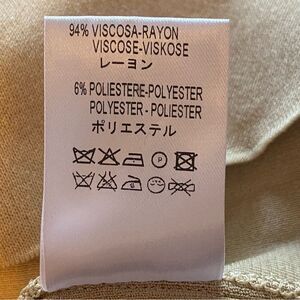 94% VISCOSA-RAYON
VISCOSE-VISKOSE
レーヨン
6% POLIESTERE-POLYESTER
POLYESTER - POLIESTER
ポリエステル
P